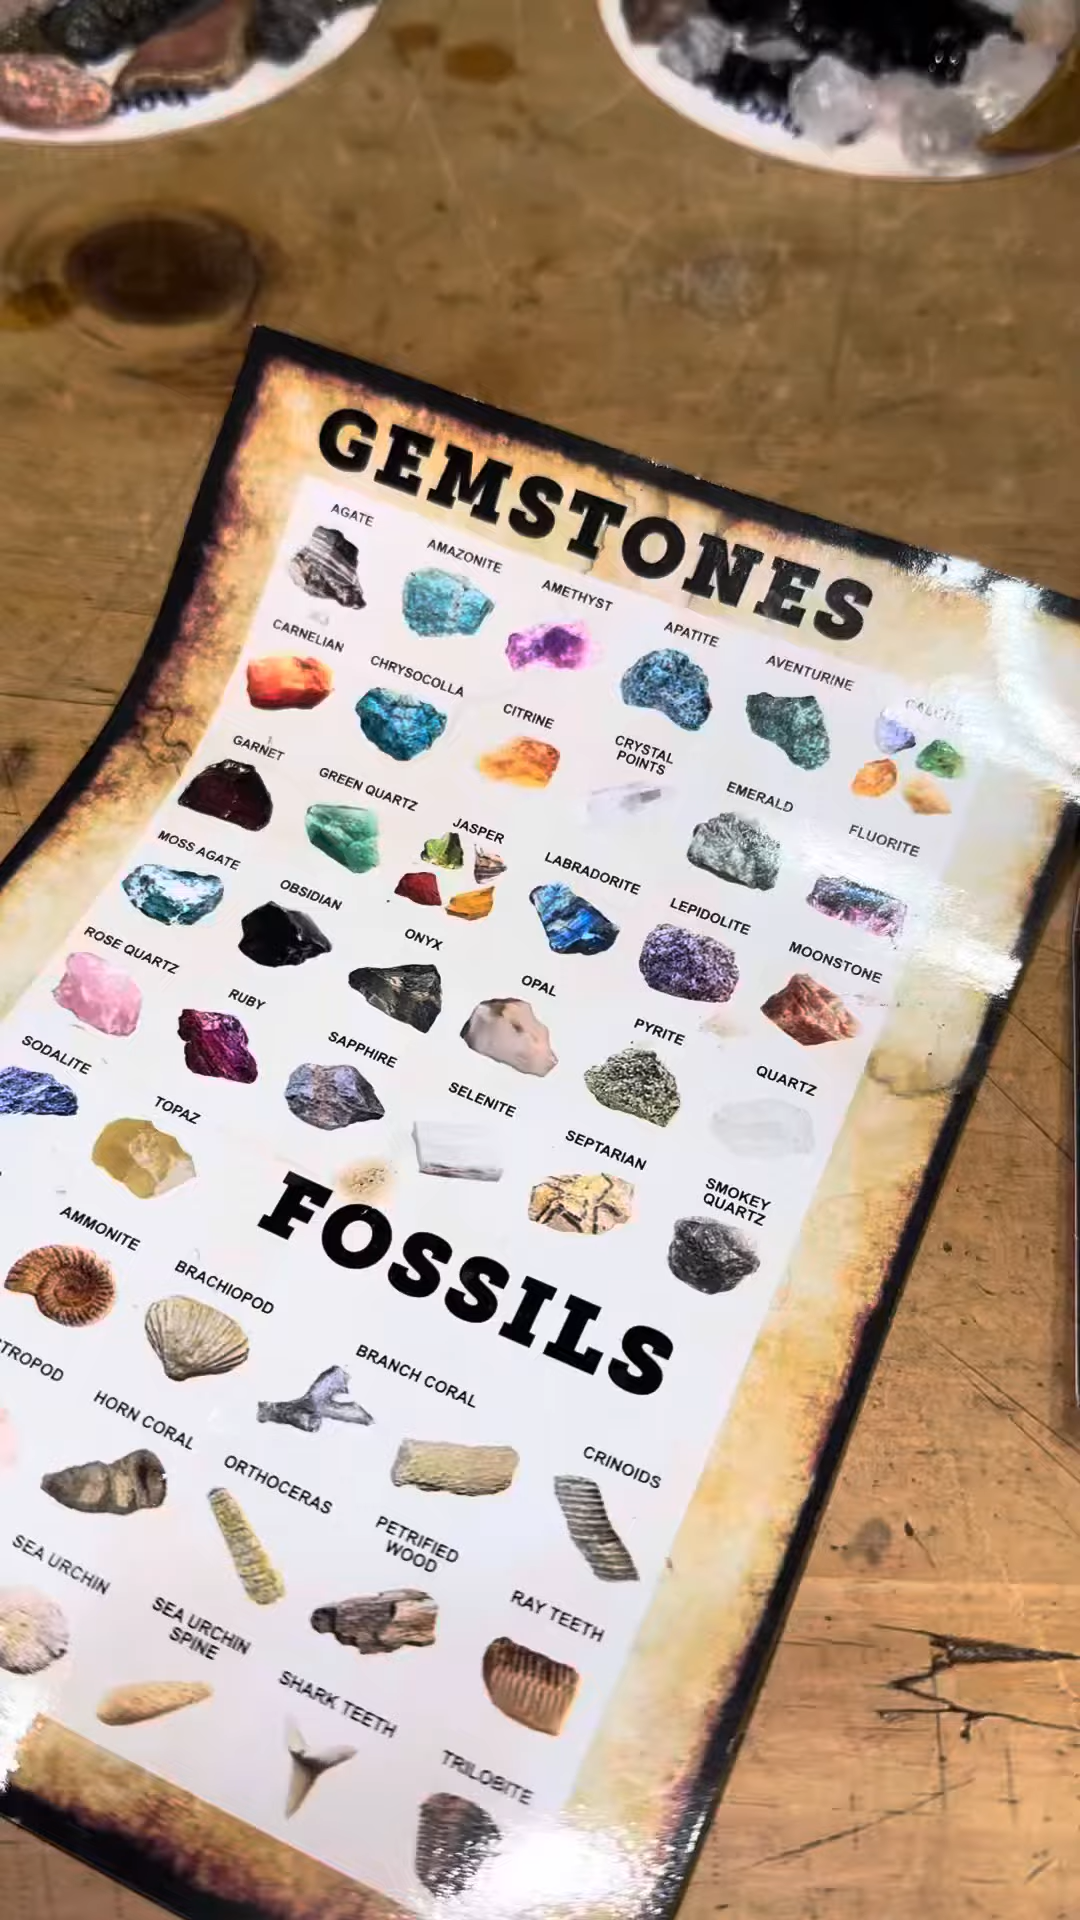 GEMSTONES
AGATE
AMAZONITE
AMETHYST
APATITE
AVENTURINE
CALCITE
CARNELIAN
CHRYSOCOLLA
CITRINE
CRYSTAL
POINTS
EMERALD
FLUORITE
GARNET
GREEN QUARTZ
JASPER
LABRADORITE
LEPIDOLITE
MOONSTONE
MOSS AGATE
OBSIDIAN
ONYX
OPAL
PYRITE
QUARTZ
ROSE QUARTZ
RUBY
SAPPHIRE
SELENITE
SEPTARIAN
SMOKEY
QUARTZ
SODALITE
TOPAZ
FOSSILS
AMMONITE
BRACHIOPOD
BRANCH CORAL
CRINOIDS
TROPOD
HORN CORAL
ORTHOCERAS
PETRIFIED
WOOD
RAY TEETH
SEA URCHIN
SEA URCHIN
SPINE
SHARK TEETH
TRILOBITE